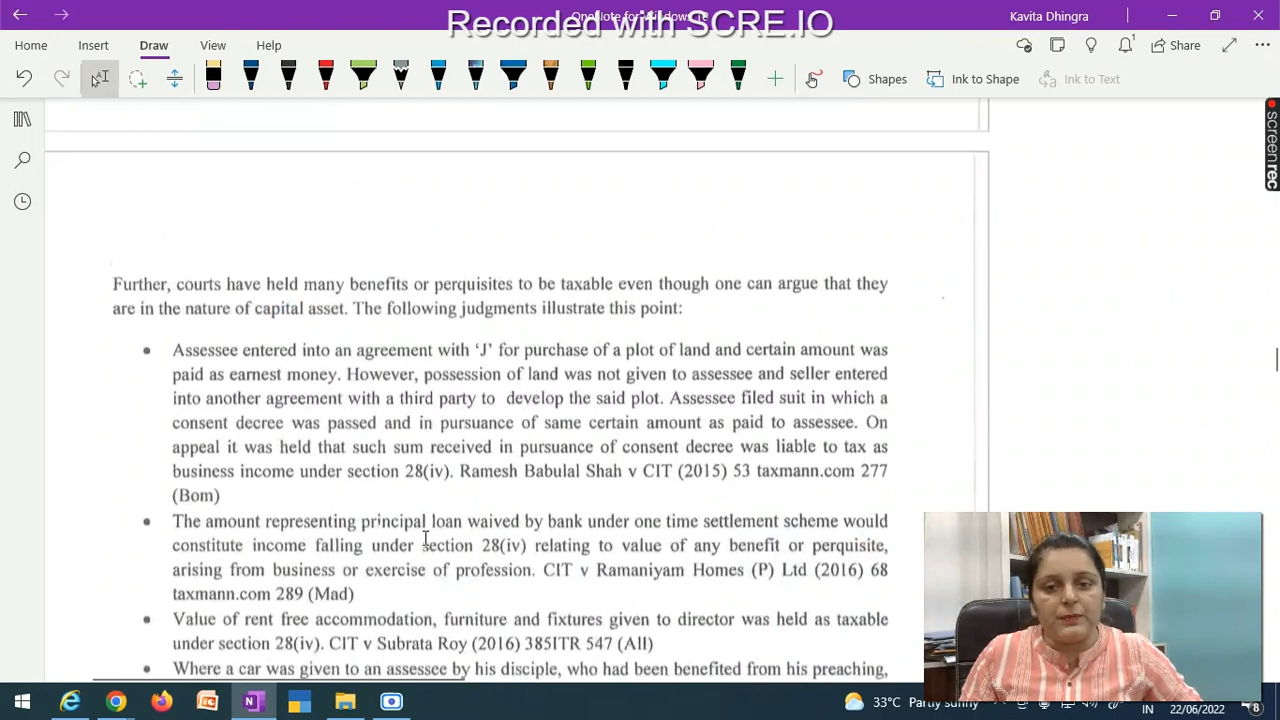 OneNote for Windows 10
Recorded with SCRE.IO
Kavita Dhingra
Home
Insert
Draw
View
Help
Share
Shapes
Ink to Shape
Ink to Text
screenrec
Further, courts have held many benefits or perquisites to be taxable even though one can argue that they
are in the nature of capital asset. The following judgments illustrate this point:
• Assessee entered into an agreement with ‘J’ for purchase of a plot of land and certain amount was
paid as earnest money. However, possession of land was not given to assessee and seller entered
into another agreement with a third party to develop the said plot. Assessee filed suit in which a
consent decree was passed and in pursuance of same certain amount as paid to assessee. On
appeal it was held that such sum received in pursuance of consent decree was liable to tax as
business income under section 28(iv). Ramesh Babulal Shah v CIT (2015) 53 taxmann.com 277
(Bom)
• The amount representing principal loan waived by bank under one time settlement scheme would
constitute income falling under section 28(iv) relating to value of any benefit or perquisite,
arising from business or exercise of profession. CIT v Ramaniyam Homes (P) Ltd (2016) 68
taxmann.com 289 (Mad)
• Value of rent free accommodation, furniture and fixtures given to director was held as taxable
under section 28(iv). CIT v Subrata Roy (2016) 385ITR 547 (All)
• Where a car was given to an assessee by his disciple, who had been benefited from his preaching,
33°C Partly sunny
IN
22/06/2022
8